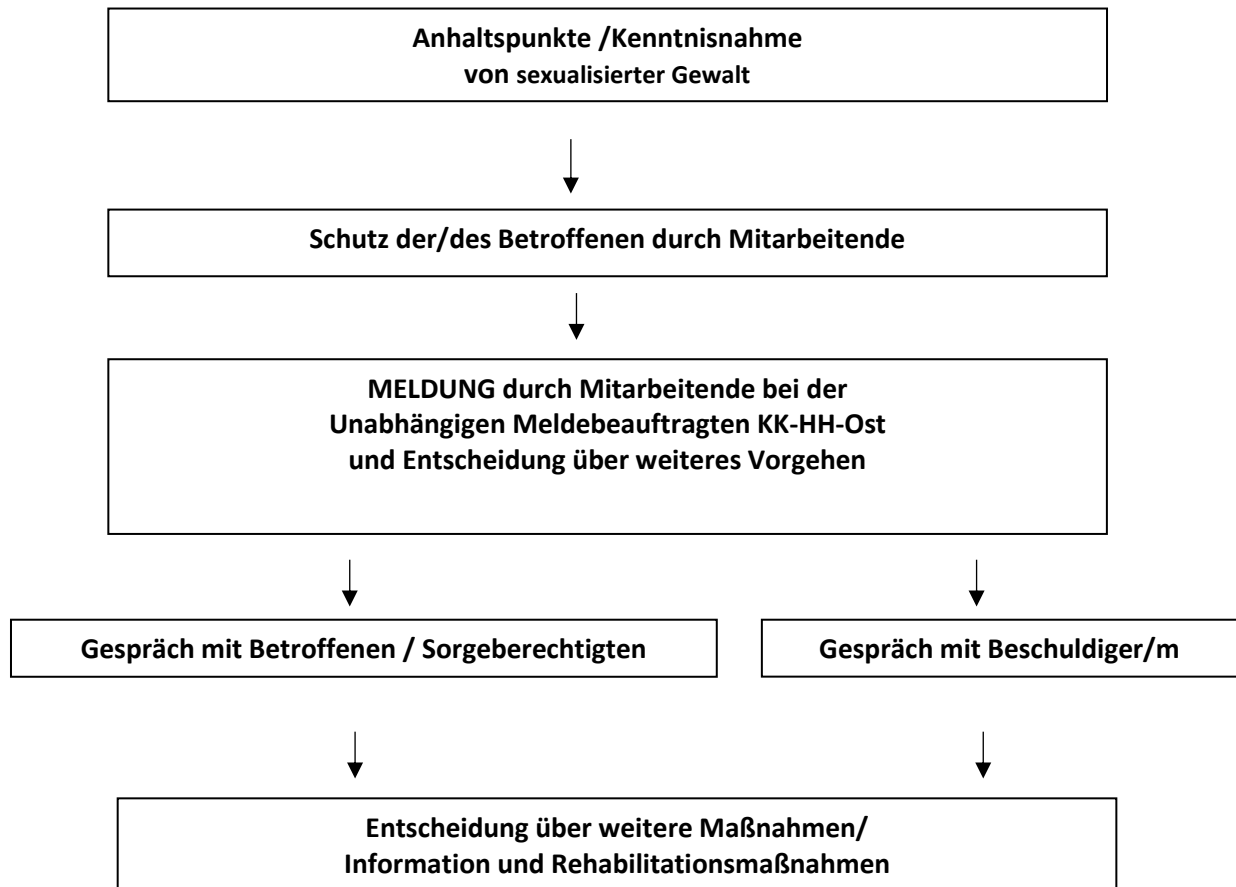 Anhaltspunkte /Kenntnisnahme
von sexualisierter Gewalt
Schutz der/des Betroffenen durch Mitarbeitende
MELDUNG durch Mitarbeitende bei der
Unabhängigen Meldebeauftragten KK-HH-Ost
und Entscheidung über weiteres Vorgehen
Gespräch mit Betroffenen / Sorgeberechtigten
Gespräch mit Beschuldiger/m
Entscheidung über weitere Maßnahmen/
Information und Rehabilitationsmaßnahmen